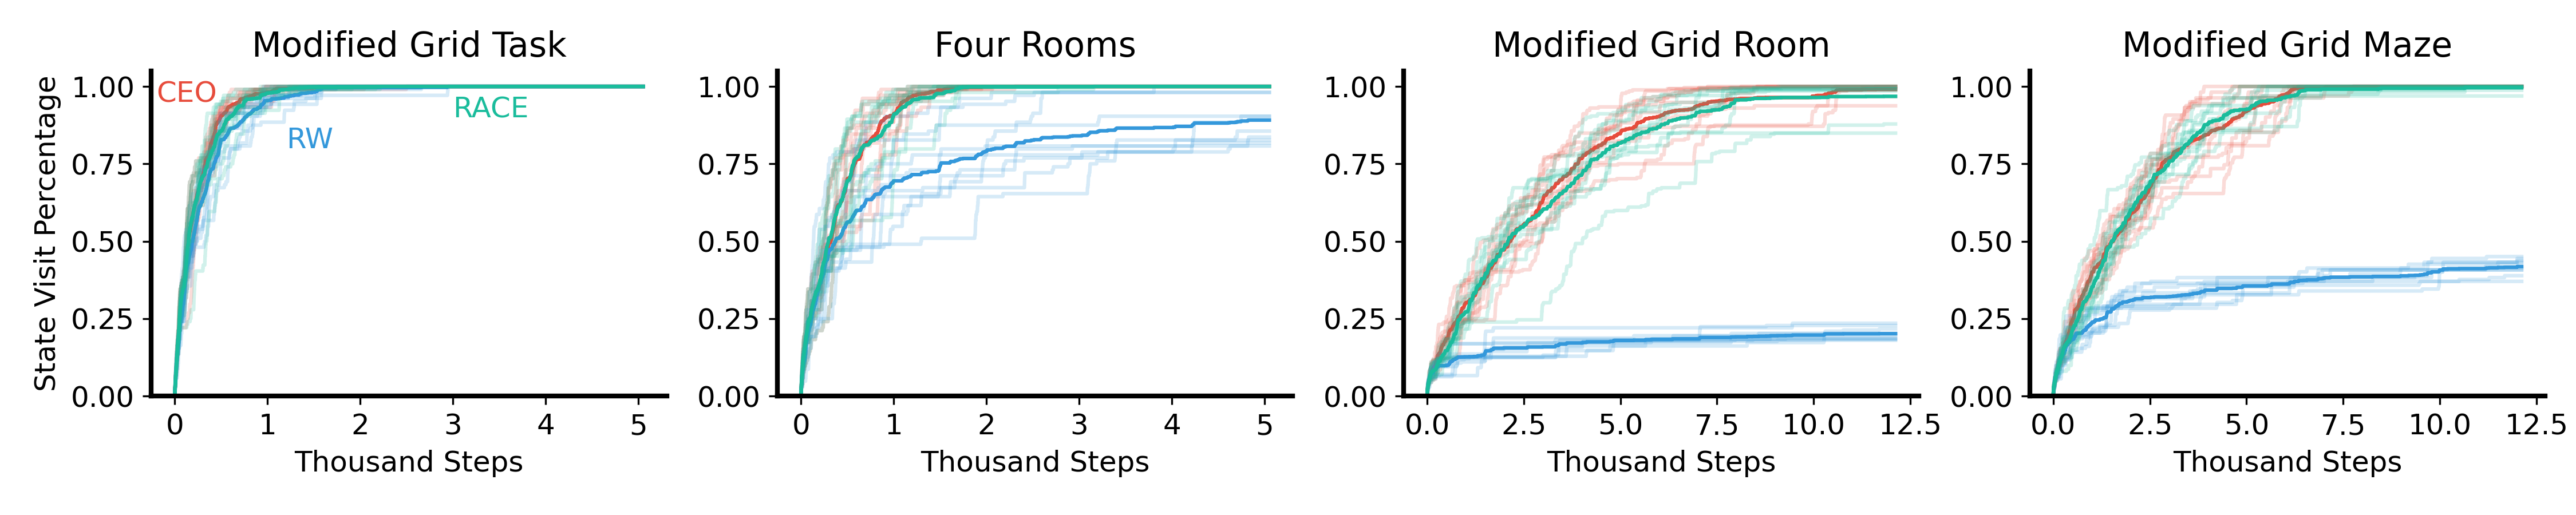 Modified Grid Task
State Visit Percentage
1.00
0.75
0.50
0.25
0.00
CEO
RW
RACE
0 1 2 3 4 5
Thousand Steps
Four Rooms
1.00
0.75
0.50
0.25
0.00
0 1 2 3 4 5
Thousand Steps
Modified Grid Room
1.00
0.75
0.50
0.25
0.00
0.0 2.5 5.0 7.5 10.0 12.5
Thousand Steps
Modified Grid Maze
1.00
0.75
0.50
0.25
0.00
0.0 2.5 5.0 7.5 10.0 12.5
Thousand Steps